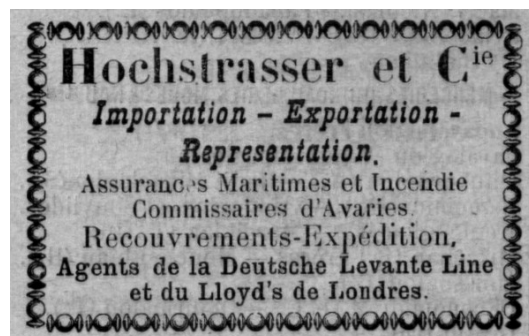 Hochstrasser et Cie
Importation – Exportation -
Representation.
Assurances Maritimes et Incendie
Commissaires d'Avaries.
Recouvrements-Expédition,
Agents de la Deutsche Levante Line
et du Lloyd's de Londres.